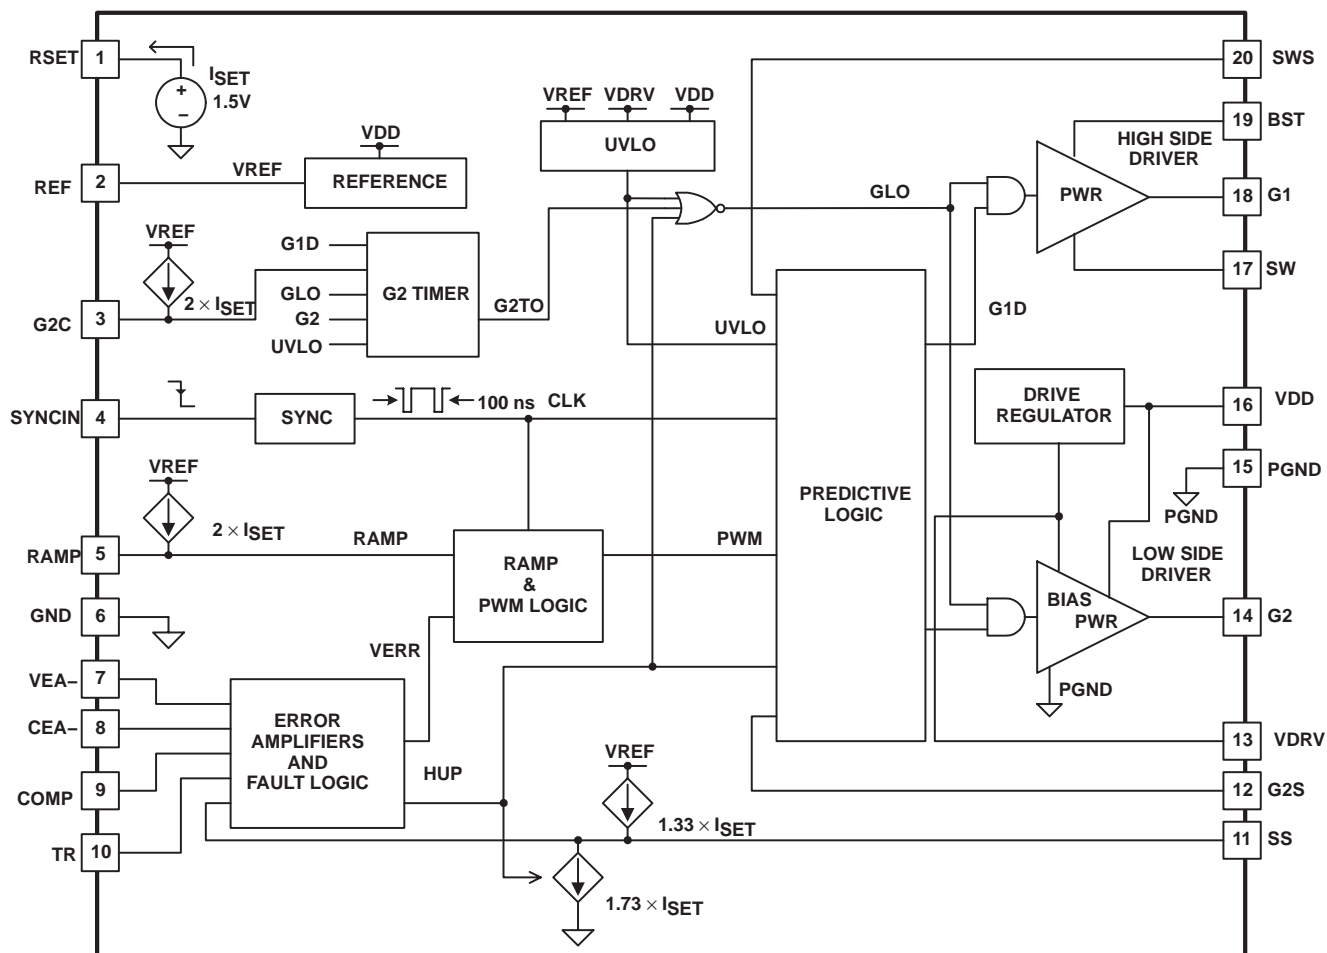 RSET 1
ISET
1.5V
+
−
REF 2
VREF
VDD
REFERENCE
VREF
2 × ISET
G2C 3
G1D
GLO
G2
UVLO
G2 TIMER
G2TO
VREF VDRV VDD
UVLO
UVLO
GLO
SYNCIN 4
SYNC
100 ns CLK
VREF
2 × ISET
RAMP 5
RAMP
RAMP
&
PWM LOGIC
PWM
GND 6
VERR
VEA− 7
CEA− 8
COMP 9
TR 10
ERROR
AMPLIFIERS
AND
FAULT LOGIC
HUP
VREF
1.33 × ISET
1.73 × ISET
PREDICTIVE
LOGIC
G1D
20 SWS
19 BST
HIGH SIDE
DRIVER
PWR
18 G1
17 SW
DRIVE
REGULATOR
16 VDD
15 PGND
PGND
LOW SIDE
DRIVER
BIAS
PWR
14 G2
PGND
13 VDRV
12 G2S
11 SS